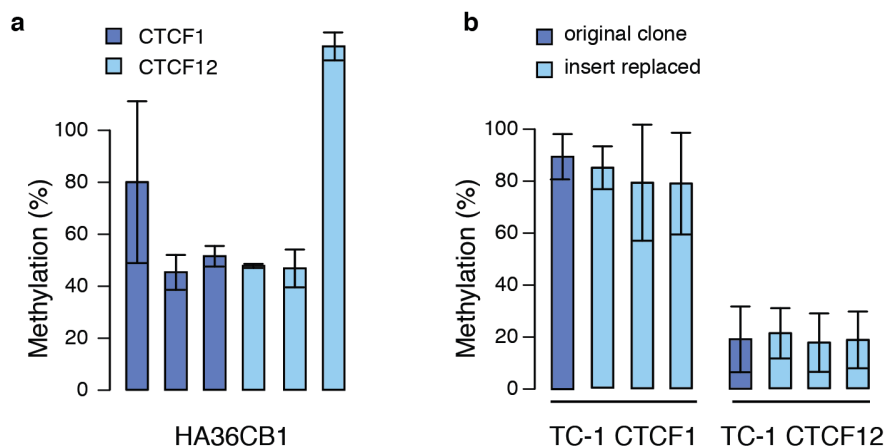 a
CTCF1
CTCF12
Methylation (%)
100
80
60
40
20
0
HA36CB1
b
original clone
insert replaced
Methylation (%)
100
80
60
40
20
0
TC-1 CTCF1
TC-1 CTCF12